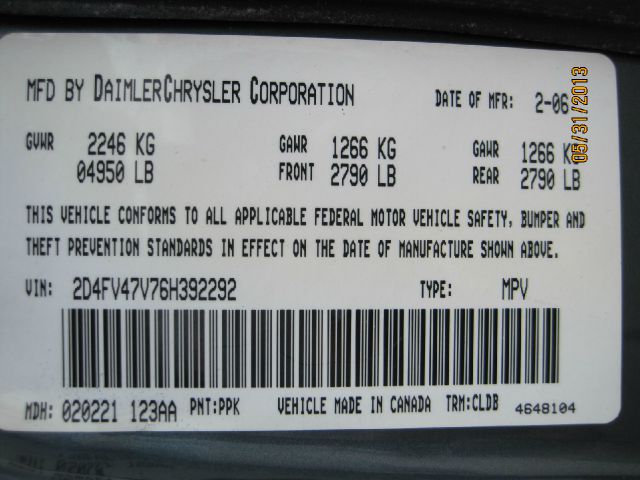 MFD BY DAIMLERCHRYSLER CORPORATION DATE OF MFR: 2-06
GVWR 2246 KG GAWR 1266 KG GAWR 1266 K
04950 LB FRONT 2790 LB REAR 2790 LB
THIS VEHICLE CONFORMS TO ALL APPLICABLE FEDERAL MOTOR VEHICLE SAFETY, BUMPER AND
THEFT PREVENTION STANDARDS IN EFFECT ON THE DATE OF MANUFACTURE SHOWN ABOVE.
VIN: 2D4FV47V76H392292 TYPE: MPV
MDH: 020221 123AA PNT:PPK VEHICLE MADE IN CANADA TRM:CLDB 4648104
05/31/2013